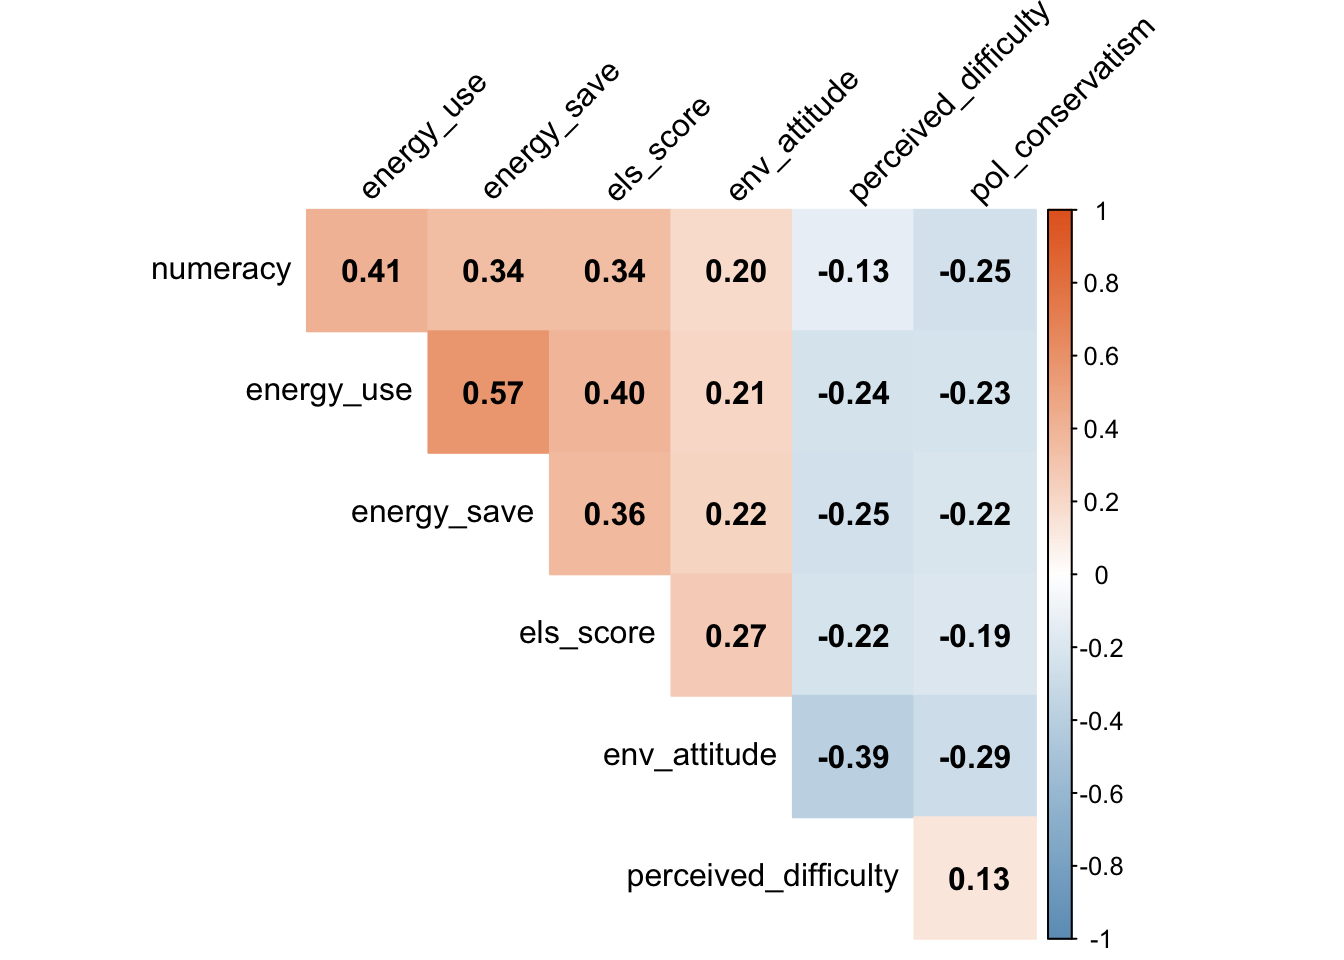 energy_use
energy_save
els_score
env_attitude
perceived_difficulty
pol_conservatism
numeracy 0.41 0.34 0.34 0.20 -0.13 -0.25
energy_use 0.57 0.40 0.21 -0.24 -0.23
energy_save 0.36 0.22 -0.25 -0.22
els_score 0.27 -0.22 -0.19
env_attitude -0.39 -0.29
perceived_difficulty 0.13
1
0.8
0.6
0.4
0.2
0
-0.2
-0.4
-0.6
-0.8
-1